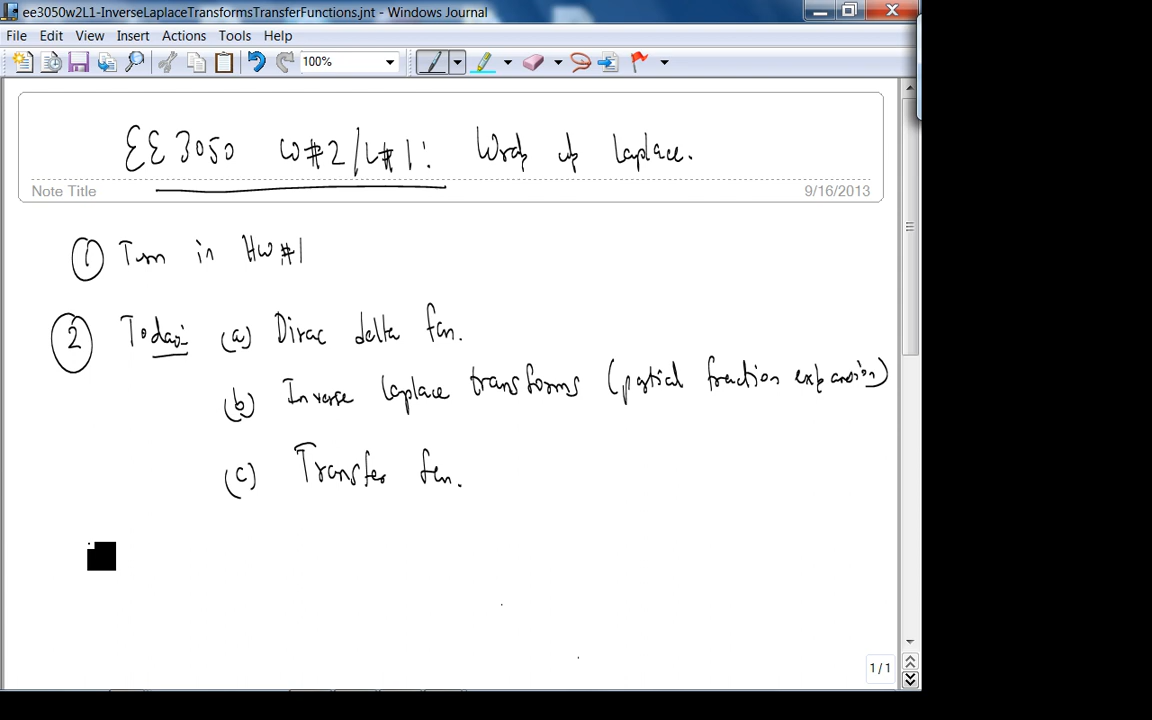 ee3050w2L1-InverseLaplaceTransformsTransferFunctions.jnt - Windows Journal
File Edit View Insert Actions Tools Help
100%
EE 3050 W#2/L#1: Wrap up Laplace.
Note Title
9/16/2013
① Turn in HW#1
② Today: (a) Dirac delta fcn.
(b) Inverse Laplace transforms (partial fraction expansion)
(c) Transfer fcn.
1/1